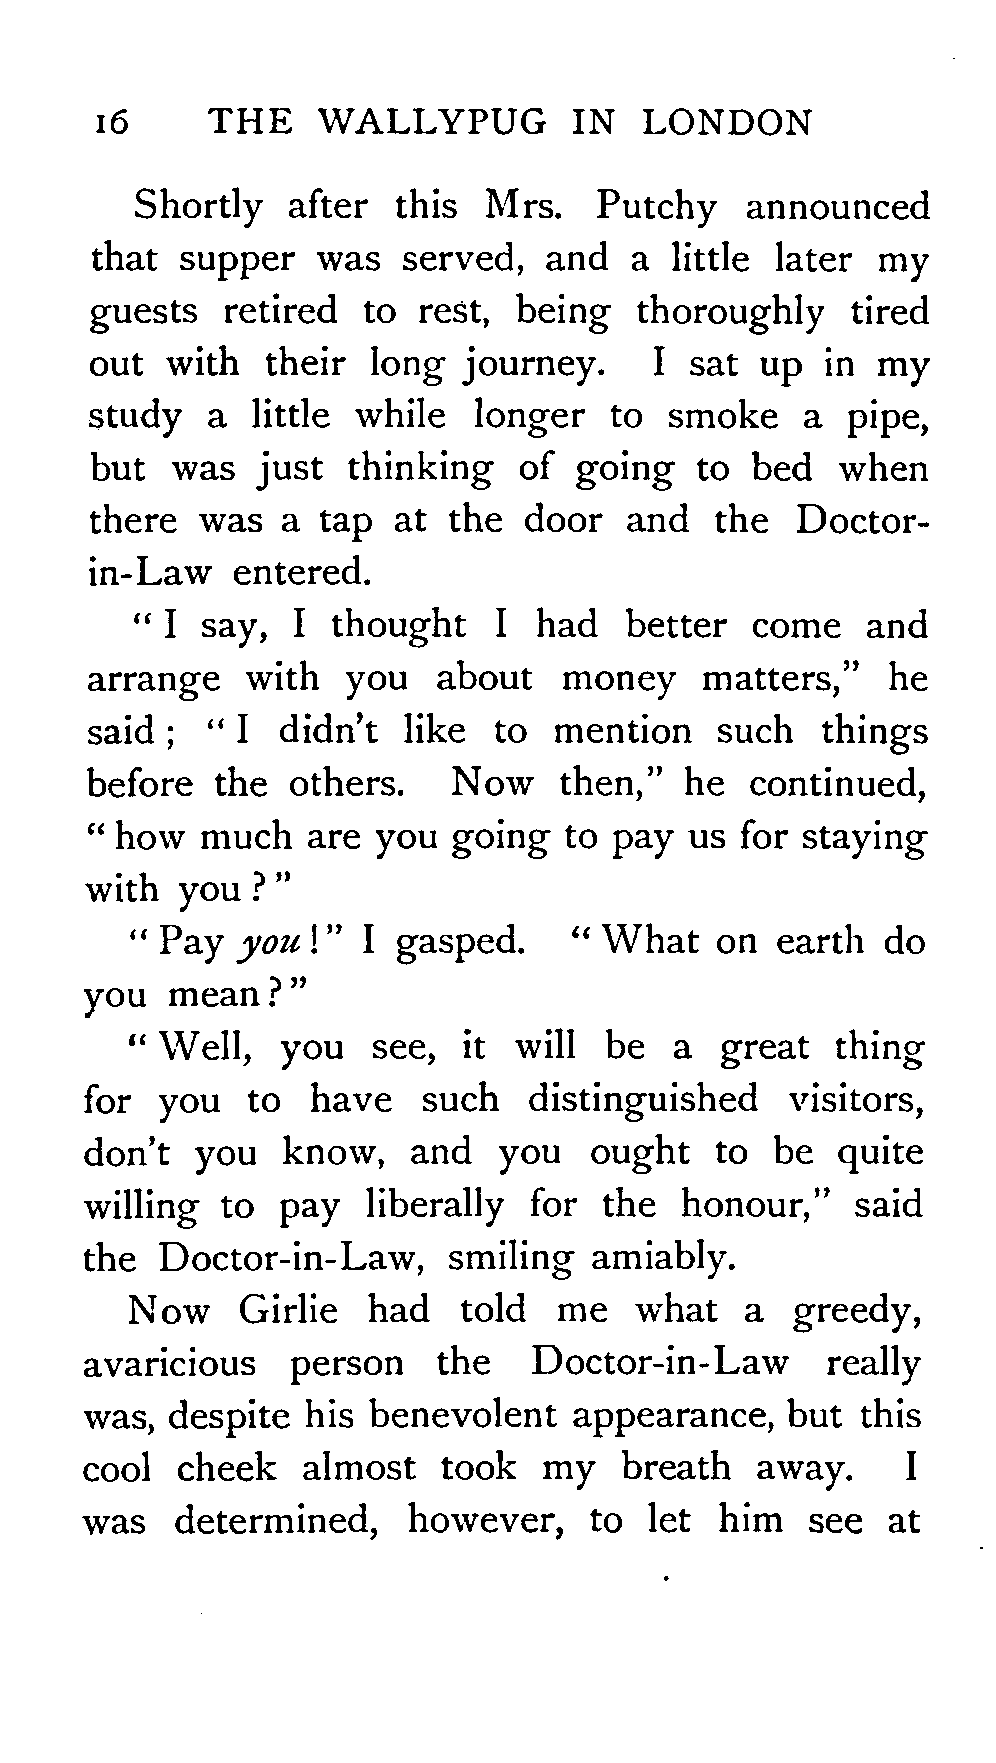 16 THE WALLYPUG IN LONDON
Shortly after this Mrs. Putchy announced
that supper was served, and a little later my
guests retired to rest, being thoroughly tired
out with their long journey. I sat up in my
study a little while longer to smoke a pipe,
but was just thinking of going to bed when
there was a tap at the door and the Doctor-
in-Law entered.
“ I say, I thought I had better come and
arrange with you about money matters,” he
said ; “ I didn’t like to mention such things
before the others. Now then,” he continued,
“ how much are you going to pay us for staying
with you ? ”
“ Pay you ! ” I gasped. “ What on earth do
you mean ? ”
“ Well, you see, it will be a great thing
for you to have such distinguished visitors,
don’t you know, and you ought to be quite
willing to pay liberally for the honour,” said
the Doctor-in-Law, smiling amiably.
Now Girlie had told me what a greedy,
avaricious person the Doctor-in-Law really
was, despite his benevolent appearance, but this
cool cheek almost took my breath away. I
was determined, however, to let him see at